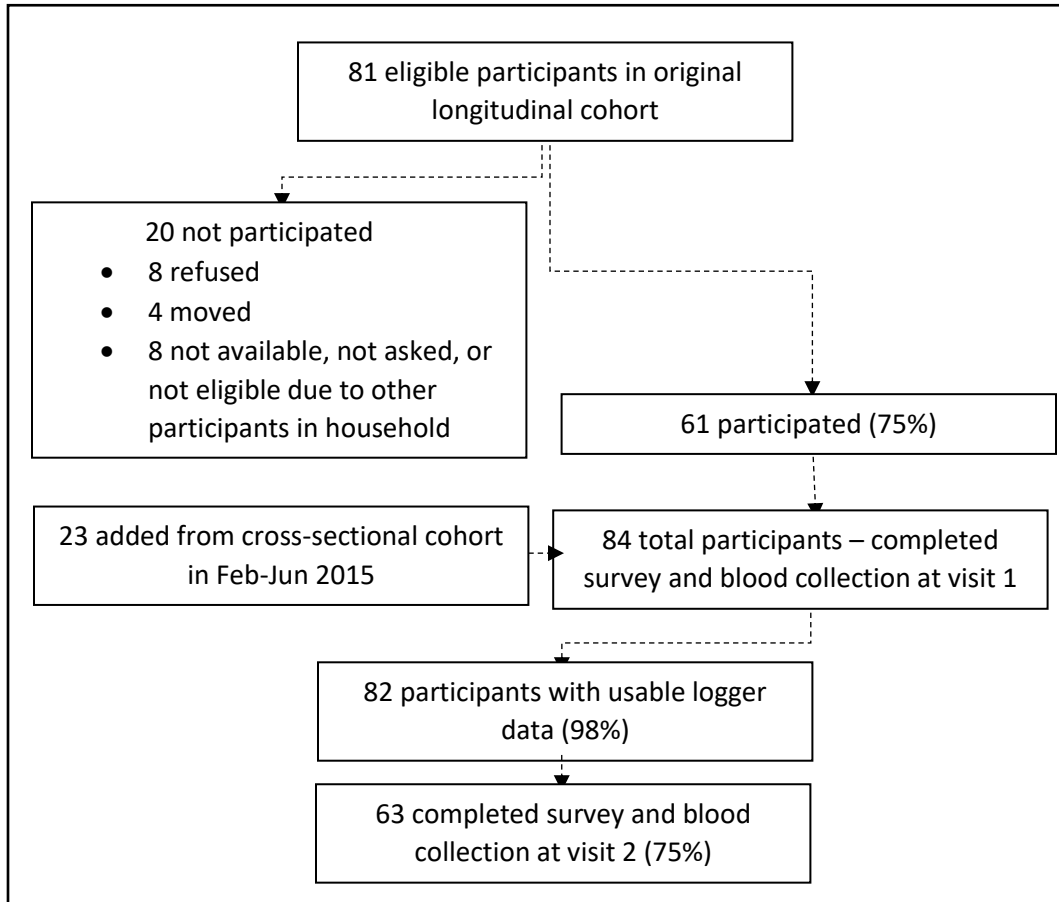 81 eligible participants in original
longitudinal cohort
20 not participated
• 8 refused
• 4 moved
• 8 not available, not asked, or
not eligible due to other
participants in household
61 participated (75%)
23 added from cross-sectional cohort
in Feb-Jun 2015
84 total participants – completed
survey and blood collection at visit 1
82 participants with usable logger
data (98%)
63 completed survey and blood
collection at visit 2 (75%)